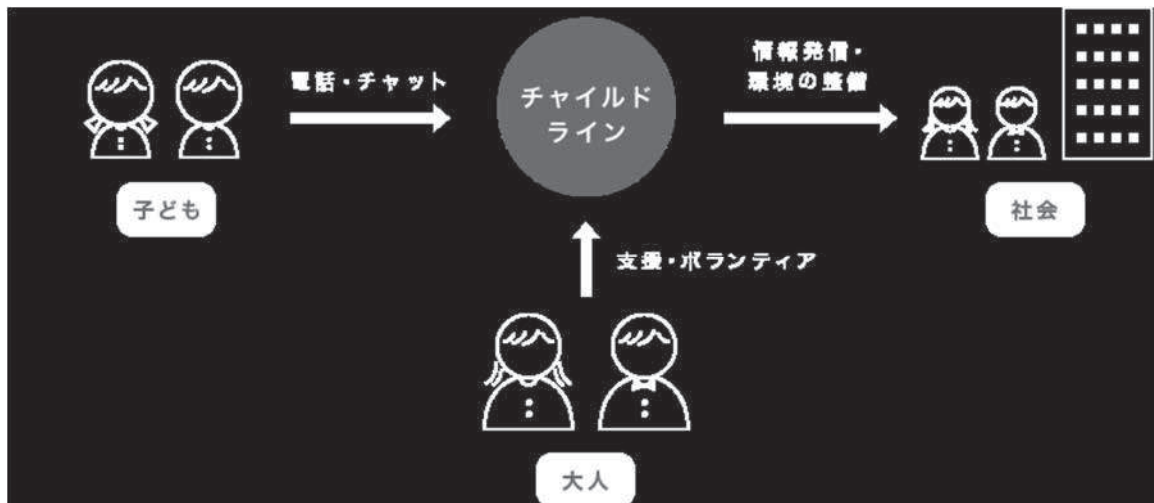 電話・チャット
チャイルド
ライン
情報発信・
環境の整備
子ども
社会
支援・ボランティア
大人